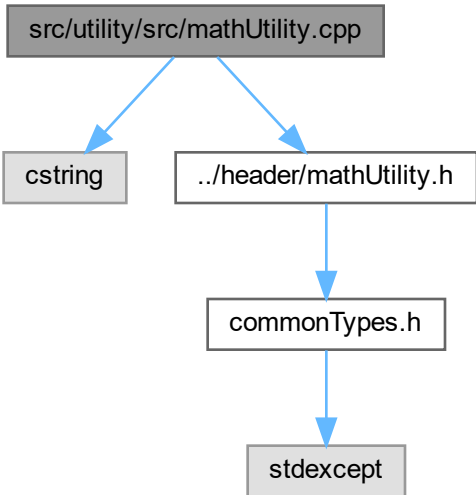 src/utility/src/mathUtility.cpp
cstring
../header/mathUtility.h
commonTypes.h
stdexcept